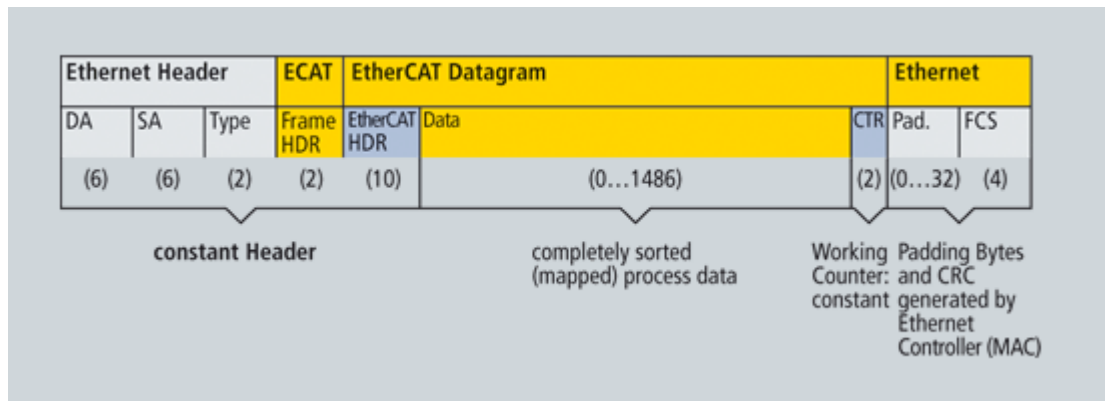 Ethernet Header ECAT EtherCAT Datagram Ethernet
DA SA Type Frame HDR EtherCAT HDR Data CTR Pad. FCS
(6) (6) (2) (2) (10) (0...1486) (2) (0...32) (4)
constant Header
completely sorted
(mapped) process data
Working
Counter:
constant
Padding Bytes
and CRC
generated by
Ethernet
Controller (MAC)